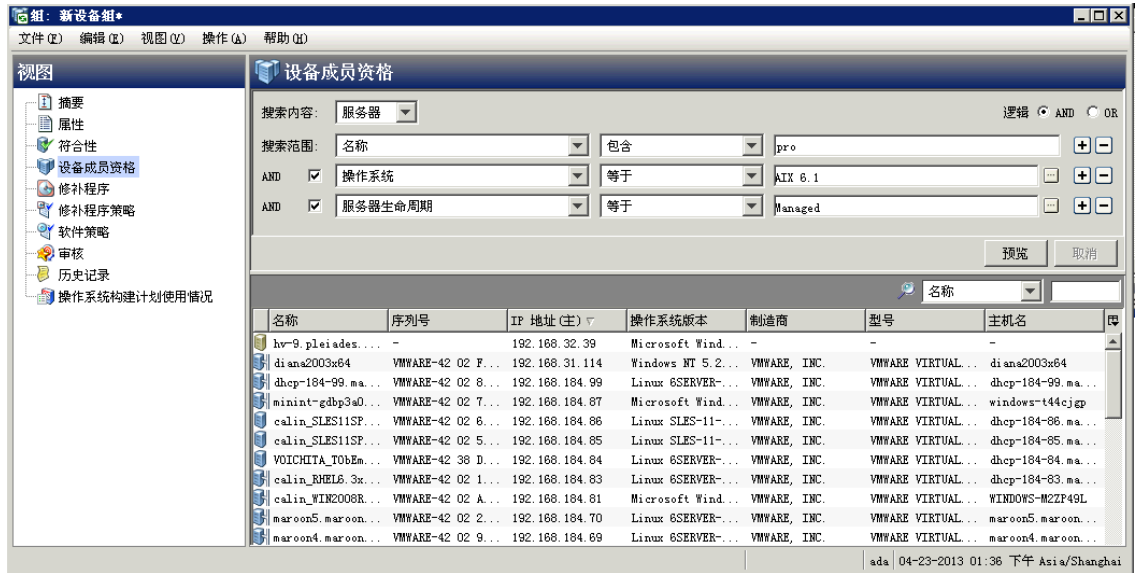 组: 新设备组*
文件(F) 编辑(E) 视图(V) 操作(A) 帮助(H)
视图
摘要
属性
符合性
设备成员资格
修补程序
修补程序策略
软件策略
审核
历史记录
操作系统构建计划使用情况
设备成员资格
搜索内容: 服务器 逻辑 AND OR
搜索范围: 名称 包含 pro
AND 操作系统 等于 AIX 6.1
AND 服务器生命周期 等于 Managed
预览 取消
名称
名称 序列号 IP 地址(主) 操作系统版本 制造商 型号 主机名
hv-9.pleiades.... - 192.168.32.39 Microsoft Wind... - - -
diana2003x64 VMWARE-42 02 F... 192.168.31.114 Windows NT 5.2... VMWARE, INC. VMWARE VIRTUAL... diana2003x64
dhcp-184-99.ma... VMWARE-42 02 8... 192.168.184.99 Linux 6SERVER-... VMWARE, INC. VMWARE VIRTUAL... dhcp-184-99.ma...
minint-gdbp3a0... VMWARE-42 02 7... 192.168.184.87 Microsoft Wind... VMWARE, INC. VMWARE VIRTUAL... windows-t44cjgp
calin_SLES11SP... VMWARE-42 02 6... 192.168.184.86 Linux SLES-11-... VMWARE, INC. VMWARE VIRTUAL... dhcp-184-86.ma...
calin_SLES11SP... VMWARE-42 02 5... 192.168.184.85 Linux SLES-11-... VMWARE, INC. VMWARE VIRTUAL... dhcp-184-85.ma...
VOICHITA_TObEm... VMWARE-42 38 D... 192.168.184.84 Linux 6SERVER-... VMWARE, INC. VMWARE VIRTUAL... dhcp-184-84.ma...
calin_RHEL6.3x... VMWARE-42 02 1... 192.168.184.83 Linux 6SERVER-... VMWARE, INC. VMWARE VIRTUAL... dhcp-184-83.ma...
calin_WIN2008R... VMWARE-42 02 A... 192.168.184.81 Microsoft Wind... VMWARE, INC. VMWARE VIRTUAL... WINDOWS-M2ZP49L
maroon5.maroon... VMWARE-42 02 2... 192.168.184.70 Linux 6SERVER-... VMWARE, INC. VMWARE VIRTUAL... maroon5.maroon...
maroon4.maroon... VMWARE-42 02 9... 192.168.184.69 Linux 6SERVER-... VMWARE, INC. VMWARE VIRTUAL... maroon4.maroon...
ada 04-23-2013 01:36 下午 Asia/Shanghai